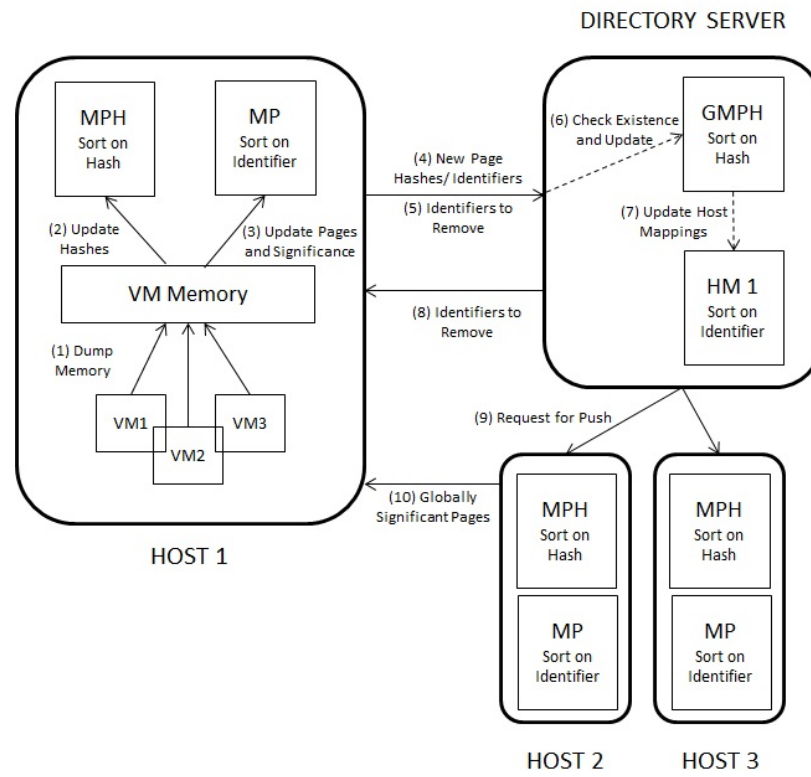 DIRECTORY SERVER
MPH
Sort on
Hash
MP
Sort on
Identifier
(2) Update
Hashes
(3) Update Pages
and Significance
VM Memory
(1) Dump
Memory
VM1
VM2
VM3
HOST 1
(4) New Page
Hashes/ Identifiers
(5) Identifiers to
Remove
(6) Check Existence
and Update
GMPH
Sort on
Hash
(7) Update Host
Mappings
HM 1
Sort on
Identifier
(8) Identifiers to
Remove
(9) Request for Push
(10) Globally
Significant Pages
MPH
Sort on
Hash
MP
Sort on
Identifier
HOST 2
MPH
Sort on
Hash
MP
Sort on
Identifier
HOST 3